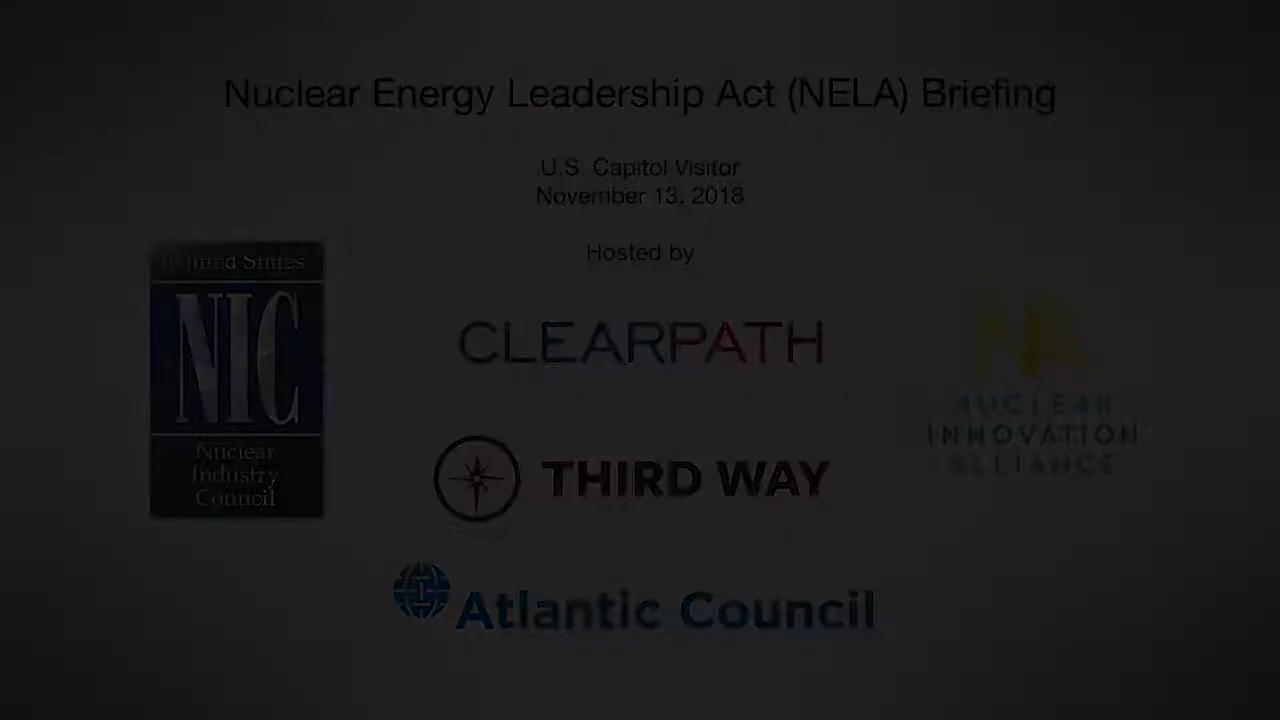 Nuclear Energy Leadership Act (NELA) Briefing
U.S. Capitol Visitor
November 13, 2018
Hosted by
United States
NIC
Nuclear
Industry
Council
CLEARPATH
THIRD WAY
Atlantic Council
NIA
NUCLEAR
INNOVATION
ALLIANCE